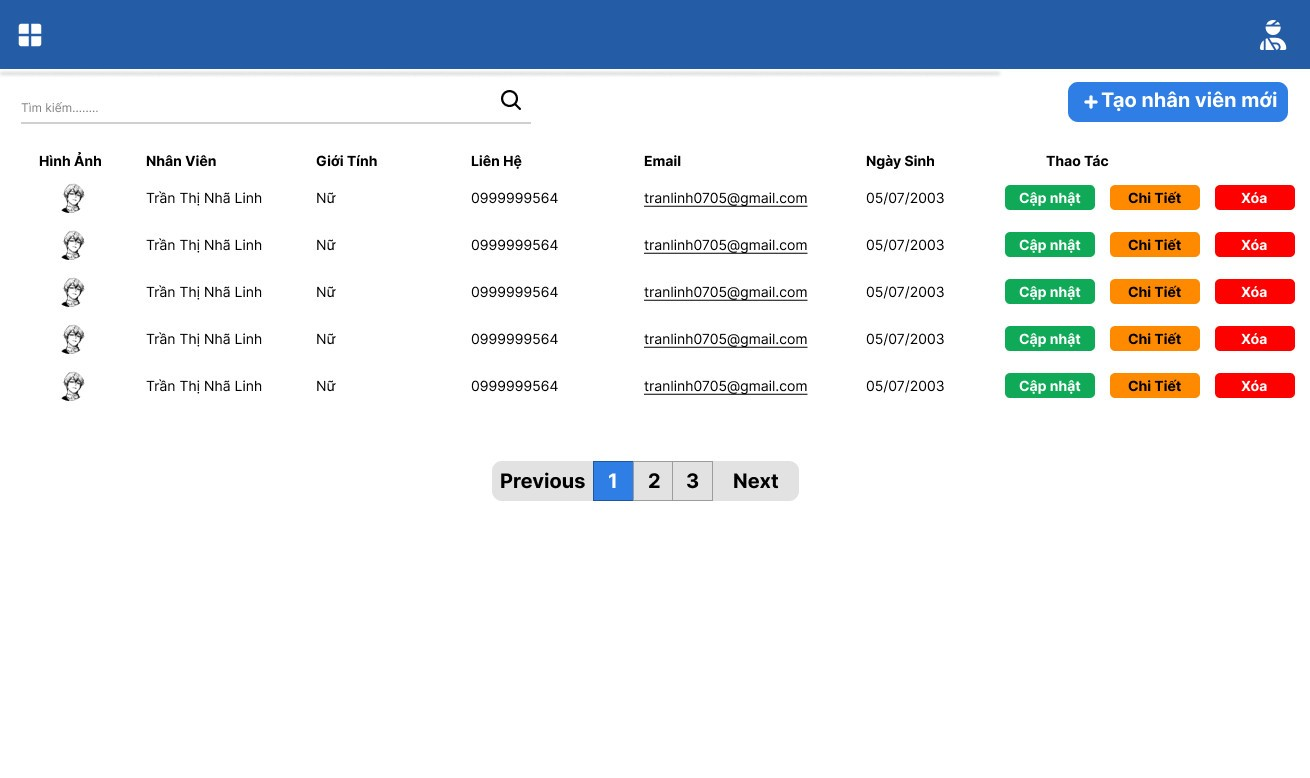 Tìm kiếm........
Tạo nhân viên mới
Hình Ảnh Nhân Viên Giới Tính Liên Hệ Email Ngày Sinh Thao Tác
Trần Thị Nhã Linh Nữ 0999999564 tranlinh0705@gmail.com 05/07/2003 Cập nhật Chi Tiết Xóa
Trần Thị Nhã Linh Nữ 0999999564 tranlinh0705@gmail.com 05/07/2003 Cập nhật Chi Tiết Xóa
Trần Thị Nhã Linh Nữ 0999999564 tranlinh0705@gmail.com 05/07/2003 Cập nhật Chi Tiết Xóa
Trần Thị Nhã Linh Nữ 0999999564 tranlinh0705@gmail.com 05/07/2003 Cập nhật Chi Tiết Xóa
Trần Thị Nhã Linh Nữ 0999999564 tranlinh0705@gmail.com 05/07/2003 Cập nhật Chi Tiết Xóa
Previous 1 2 3 Next